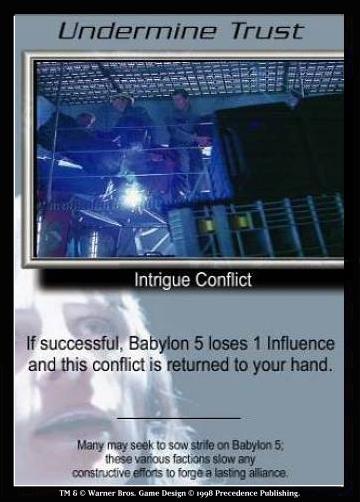 Undermine Trust
Intrigue Conflict
If successful, Babylon 5 loses 1 Influence
and this conflict is returned to your hand.
Many may seek to sow strife on Babylon 5;
these various factions slow any
constructive efforts to forge a lasting alliance.
TM & © Warner Bros. Game Design © 1998 Precedence Publishing.